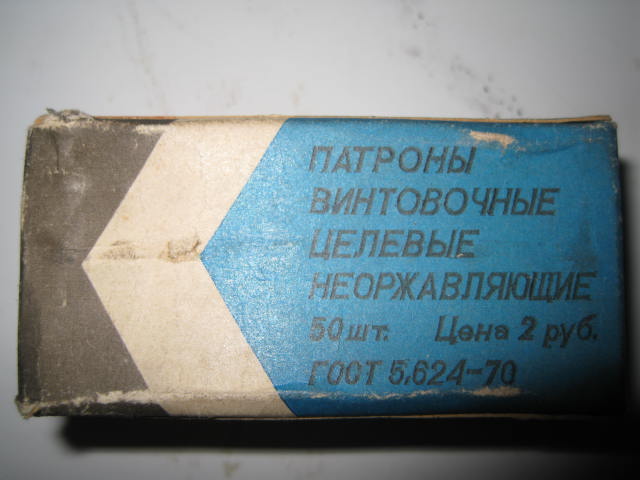 ПАТРОНЫ
ВИНТОВОЧНЫЕ
ЦЕЛЕВЫЕ
НЕОРЖАВЛЯЮЩИЕ
50 шт. Цена 2 руб.
ГОСТ 5.624-70